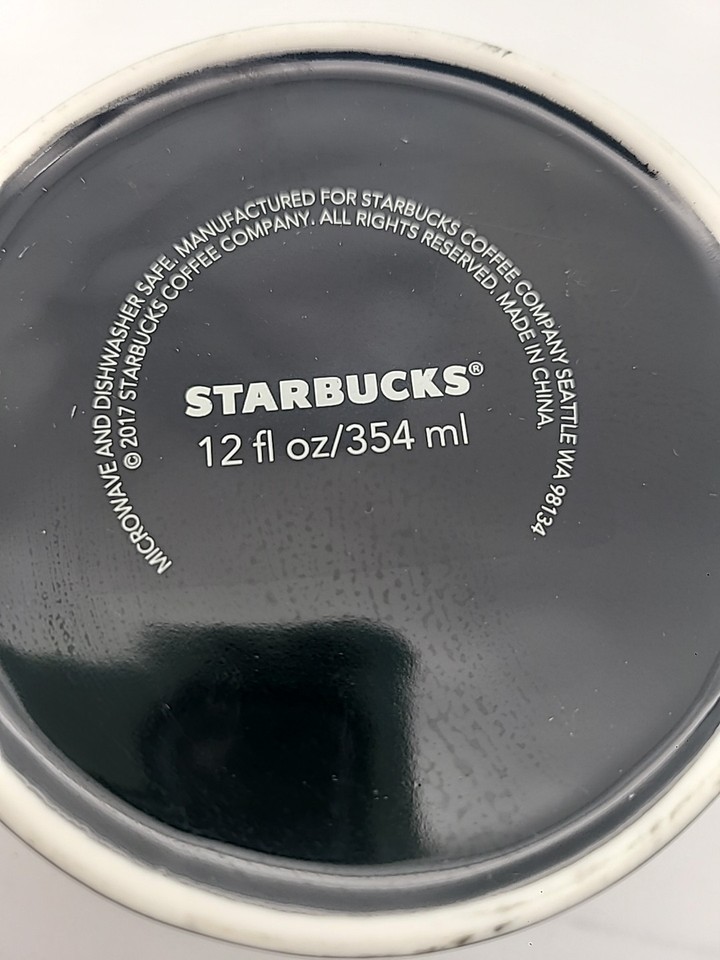 MICROWAVE AND DISHWASHER SAFE. MANUFACTURED FOR STARBUCKS COFFEE COMPANY SEATTLE WA 98134
© 2017 STARBUCKS COFFEE COMPANY. ALL RIGHTS RESERVED. MADE IN CHINA.
STARBUCKS®
12 fl oz/354 ml